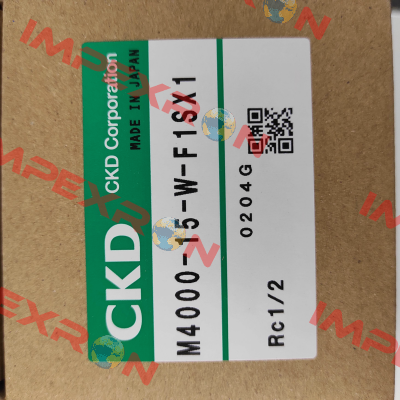 CKD CKD Corporation
MADE IN JAPAN
M4000-15-W-F1SX1
0204G
Rc1/2
IMPEXRON
IMPEXRON
IMPEXRON